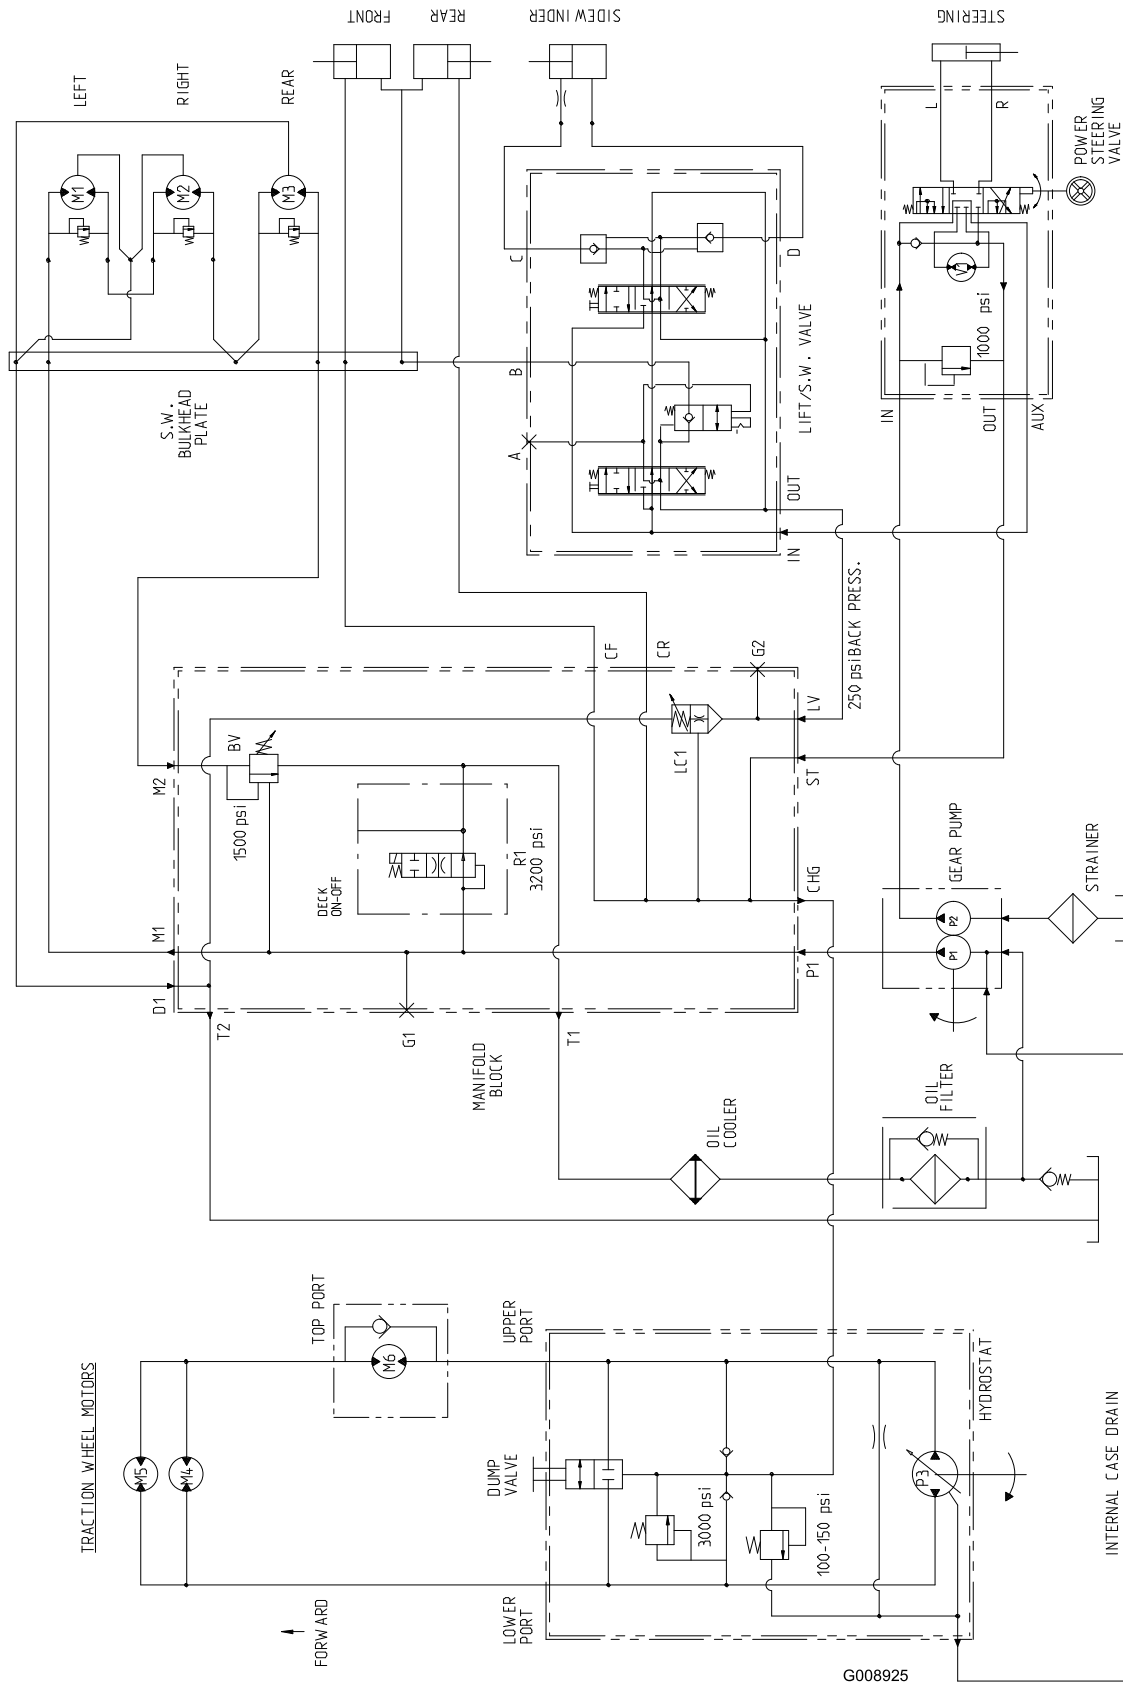 FRONT
REAR
SIDEWINDER
STEERING
LEFT
RIGHT
REAR
M1
M2
M3
S.W.
BULKHEAD
PLATE
C
D
B
A
LIFT/S.W. VALVE
OUT
IN
L
R
POWER
STEERING
VALVE
V1
1000 psi
IN
OUT
AUX
250 psi BACK PRESS.
CF
CR
G2
LV
LC1
ST
M2
BV
1500 psi
DECK
ON-OFF
R1
3200 psi
CHG
M1
P1
D1
T2
G1
T1
MANIFOLD
BLOCK
GEAR PUMP
P2
P1
STRAINER
OIL
COOLER
OIL
FILTER
TRACTION WHEEL MOTORS
M5
M4
TOP PORT
M6
UPPER
PORT
DUMP
VALVE
3000 psi
100-150 psi
P3
HYDROSTAT
LOWER
PORT
FORWARD
INTERNAL CASE DRAIN
G008925